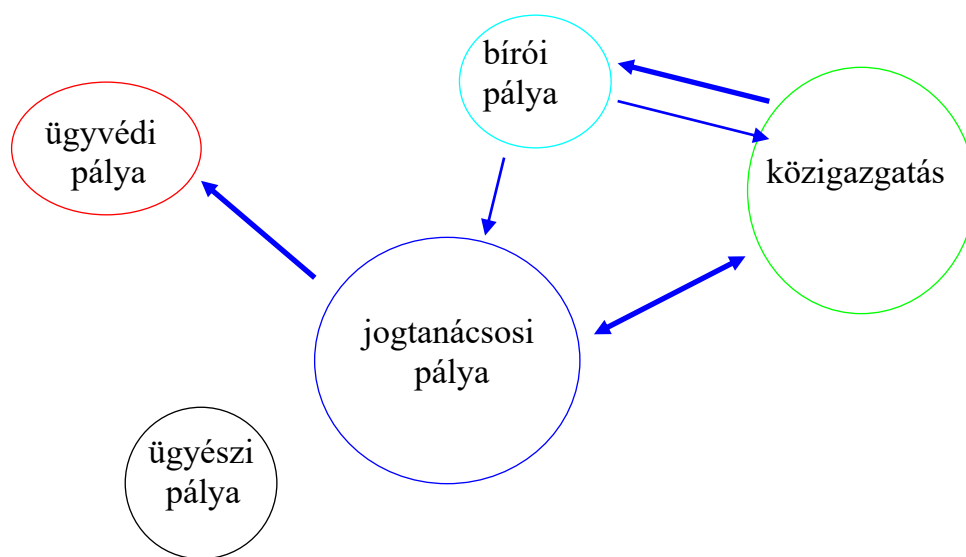 bírói
pálya
ügyvédi
pálya
közigazgatás
jogtanácsosi
pálya
ügyészi
pálya